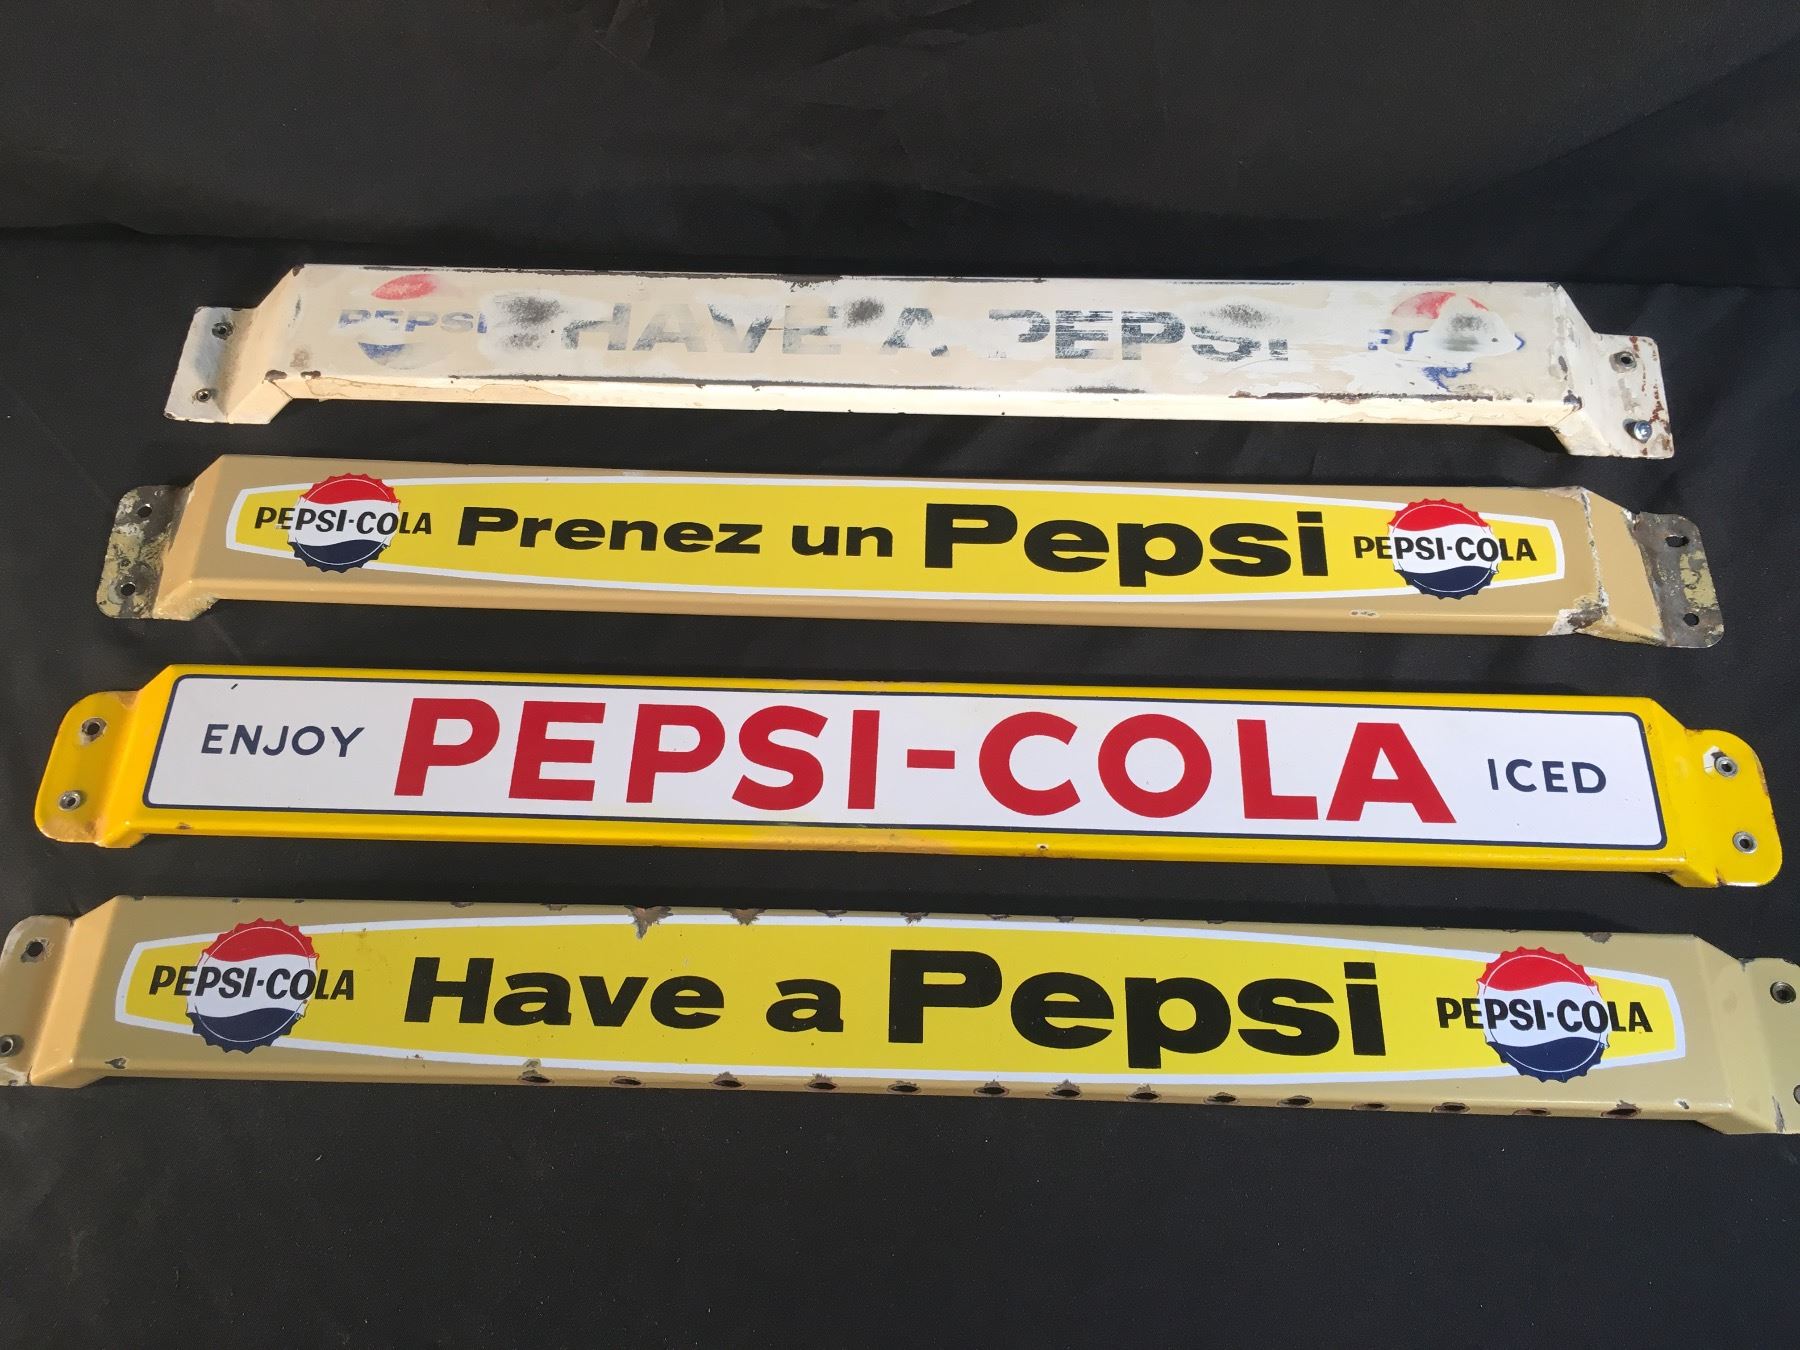 PEPSI HAVE A PEPSI
PEPSI-COLA Prenez un Pepsi PEPSI-COLA
ENJOY PEPSI-COLA ICED
PEPSI-COLA Have a Pepsi PEPSI-COLA